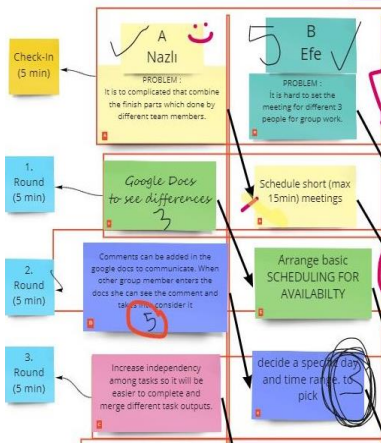 Check-In
(5 min)
A
Nazlı
PROBLEM :
It is to complicated that combine
the finish parts which done by
different team members.
5
B
Efe
PROBLEM :
It is hard to set the
meeting for different 3
people for group work.
1.
Round
(5 min)
Google Docs
to see differences
3
Schedule short (max
15min) meetings
2.
Round
(5 min)
Comments can be added in the
google docs to communicate. When
other group member enters the
docs she can see the comment and
consider it
5
Arrange basic
SCHEDULING FOR
AVAILABILTY
3.
Round
(5 min)
Increase independency
among tasks so it will be
easier to complete and
merge different task outputs.
decide a specific day
and time range. to
pick
3